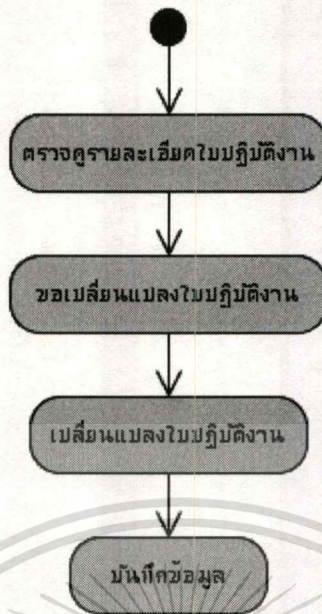 ตรวจดูรายละเอียดใบปฏิบัติงาน
ขอเปลี่ยนแปลงใบปฏิบัติงาน
เปลี่ยนแปลงใบปฏิบัติงาน
บันทึกข้อมูล